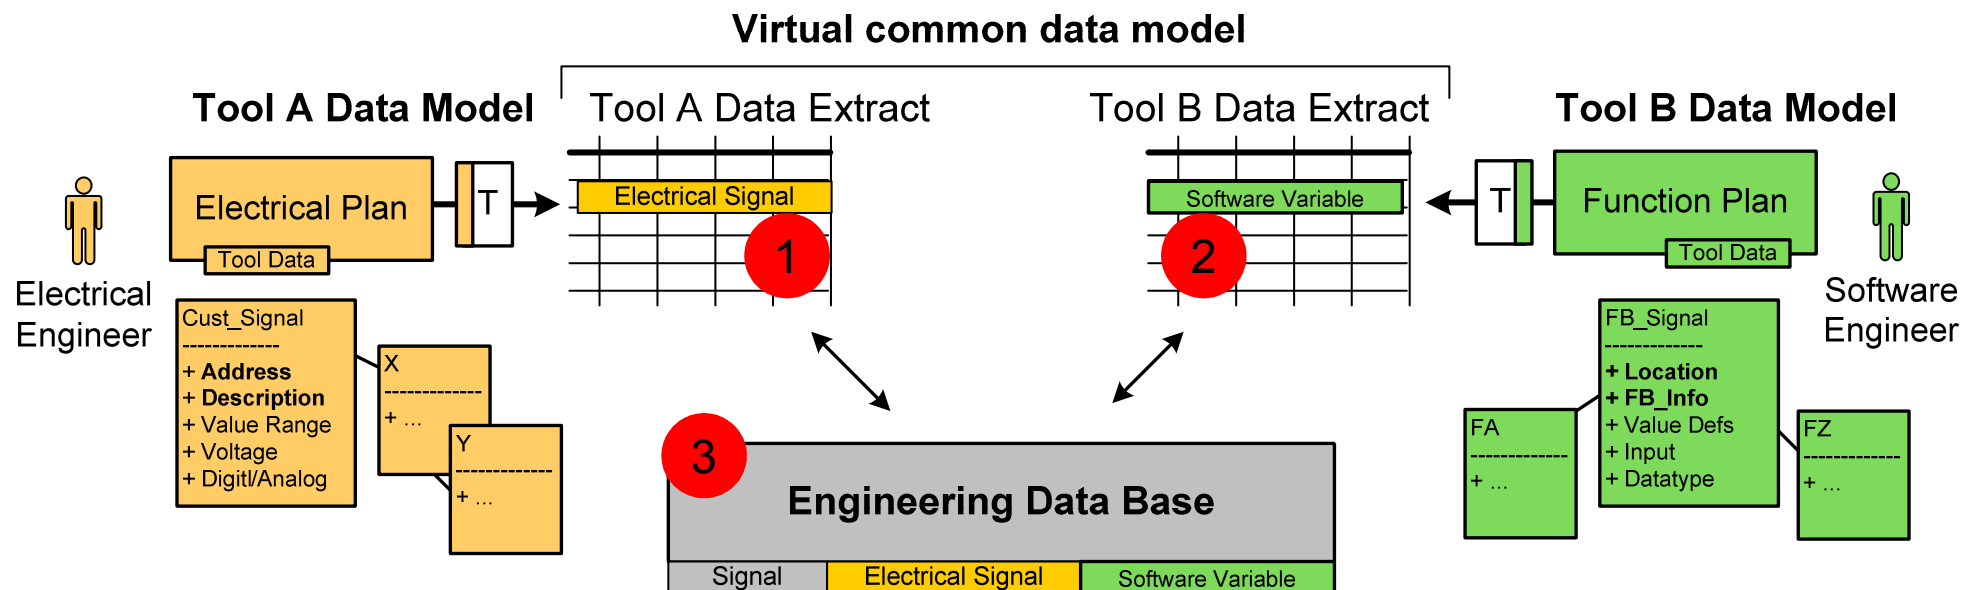 Virtual common data model
Tool A Data Model
Tool A Data Extract
Tool B Data Extract
Tool B Data Model
Electrical Plan
Tool Data
T
Electrical Signal
1
Software Variable
2
T
Function Plan
Tool Data
Electrical
Engineer
Software
Engineer
Cust_Signal
-------------
+ Address
+ Description
+ Value Range
+ Voltage
+ Digitl/Analog
X
-------------
+ ...
Y
-------------
+ ...
FB_Signal
-------------
+ Location
+ FB_Info
+ Value Defs
+ Input
+ Datatype
FA
-------------
+ ...
FZ
-------------
+ ...
3
Engineering Data Base
Signal
Electrical Signal
Software Variable